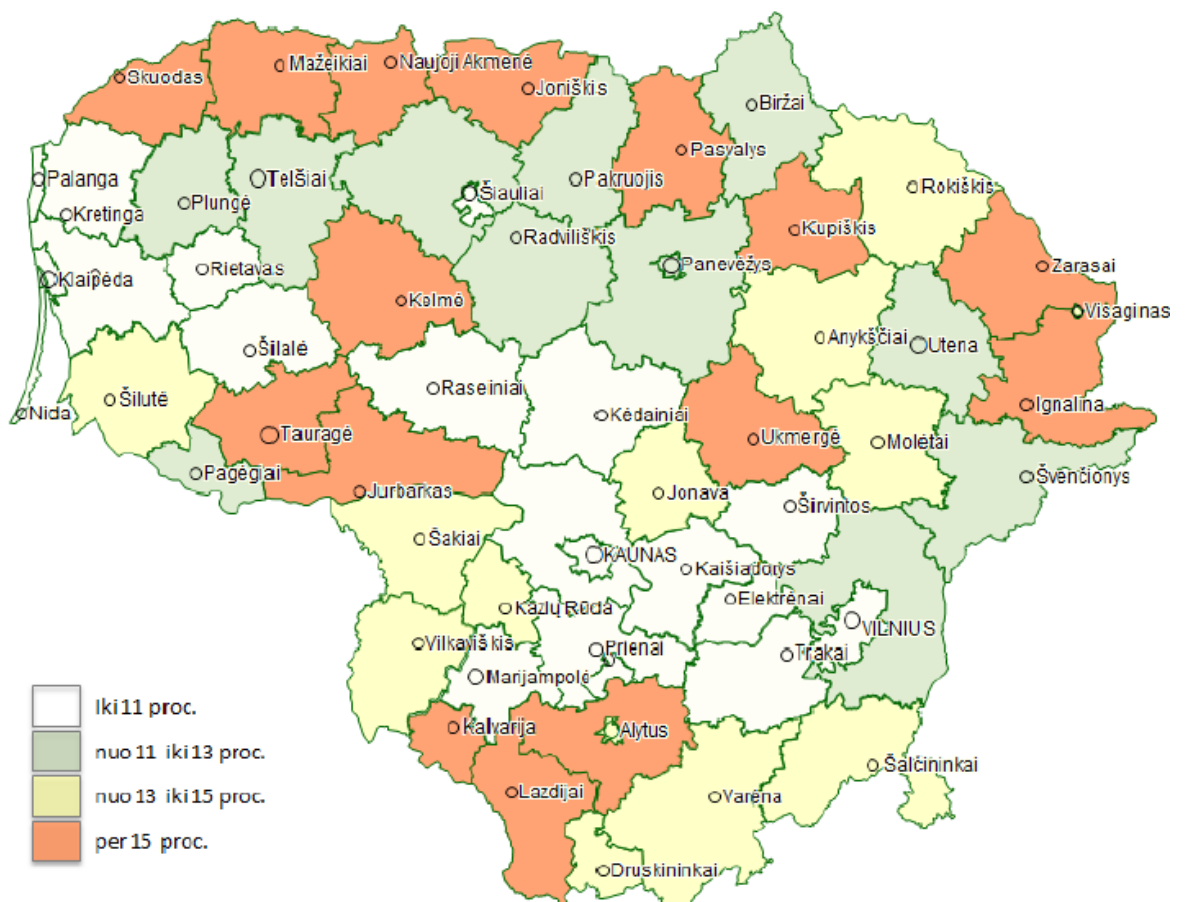 Skuodas
Mažeikiai
Naujoji Akmenė
Joniškis
Biržai
Pasvalys
Palanga
Telšiai
Šiauliai
Pakruojis
Rokiškis
Kretinga
Plungė
Radviliškis
Kupiškis
Klaipėda
Rietavas
Panevėžys
Zarasai
Kelmė
Višaginas
Šilalė
Anykščiai
Utena
Šilutė
Raseiniai
Nida
Kėdainiai
Ignalina
Tauragė
Ukmergė
Molėtai
Pagėgiai
Jurbarkas
Jonava
Švenčionys
Širvintos
Šakiai
KAUNAS
Kaišiadorys
Kazlų Rūda
Elektrėnai
VILNIUS
Vilkaviškis
Prienai
Trakai
Marijampolė
Kalvarija
Alytus
Šalčininkai
Lazdijai
Varėna
Druskininkai
Iki 11 proc.
nuo 11 iki 13 proc.
nuo 13 iki 15 proc.
per 15 proc.